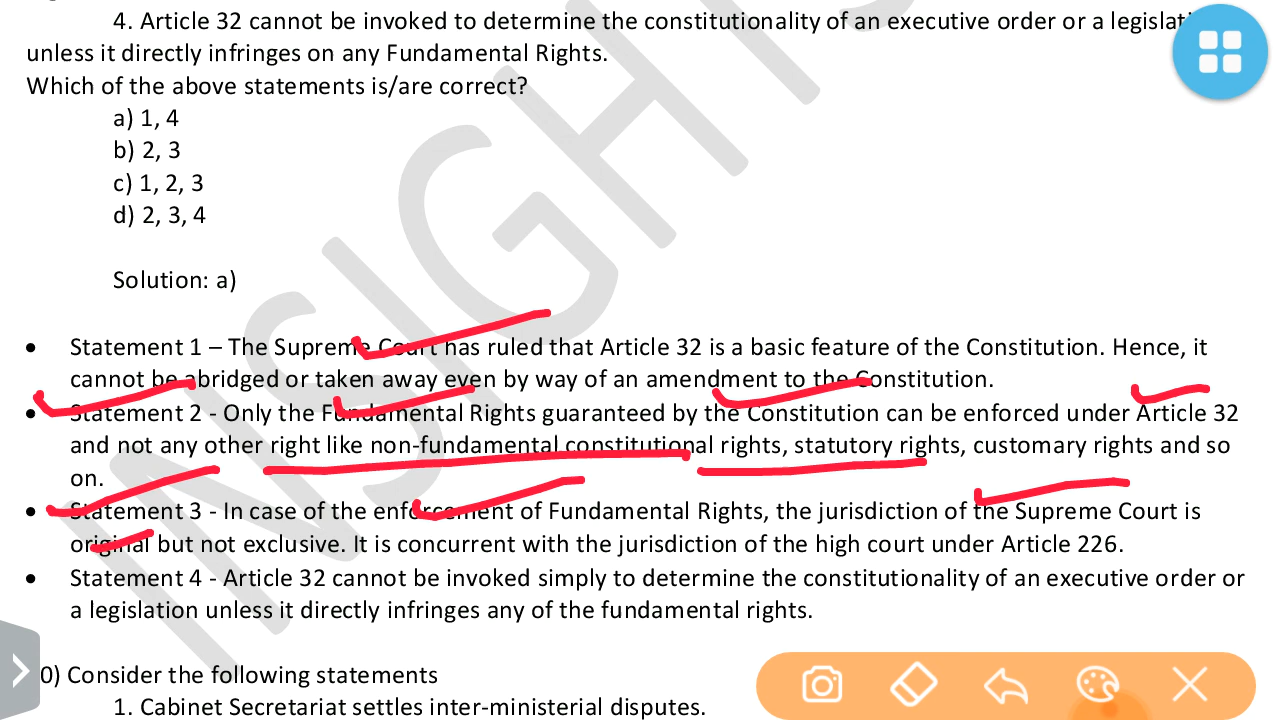 4. Article 32 cannot be invoked to determine the constitutionality of an executive order or a
unless it directly infringes on any Fundamental Rights.
Which of the above statements is/are correct?
a) 1, 4
b) 2, 3
c) 1, 2, 3
d) 2, 3, 4
Solution: a)
• Statement 1 – The Supreme Court has ruled that Article 32 is a basic feature of the Constitution. Hence, it
cannot be abridged or taken away even by way of an amendment to the Constitution.
• Statement 2 - Only the Fundamental Rights guaranteed by the Constitution can be enforced under Article 32
and not any other right like non-fundamental constitutional rights, statutory rights, customary rights and so
on.
• Statement 3 - In case of the enforcement of Fundamental Rights, the jurisdiction of the Supreme Court is
original but not exclusive. It is concurrent with the jurisdiction of the high court under Article 226.
• Statement 4 - Article 32 cannot be invoked simply to determine the constitutionality of an executive order or
a legislation unless it directly infringes any of the fundamental rights.
0) Consider the following statements
1. Cabinet Secretariat settles inter-ministerial disputes.
INSIGHTS